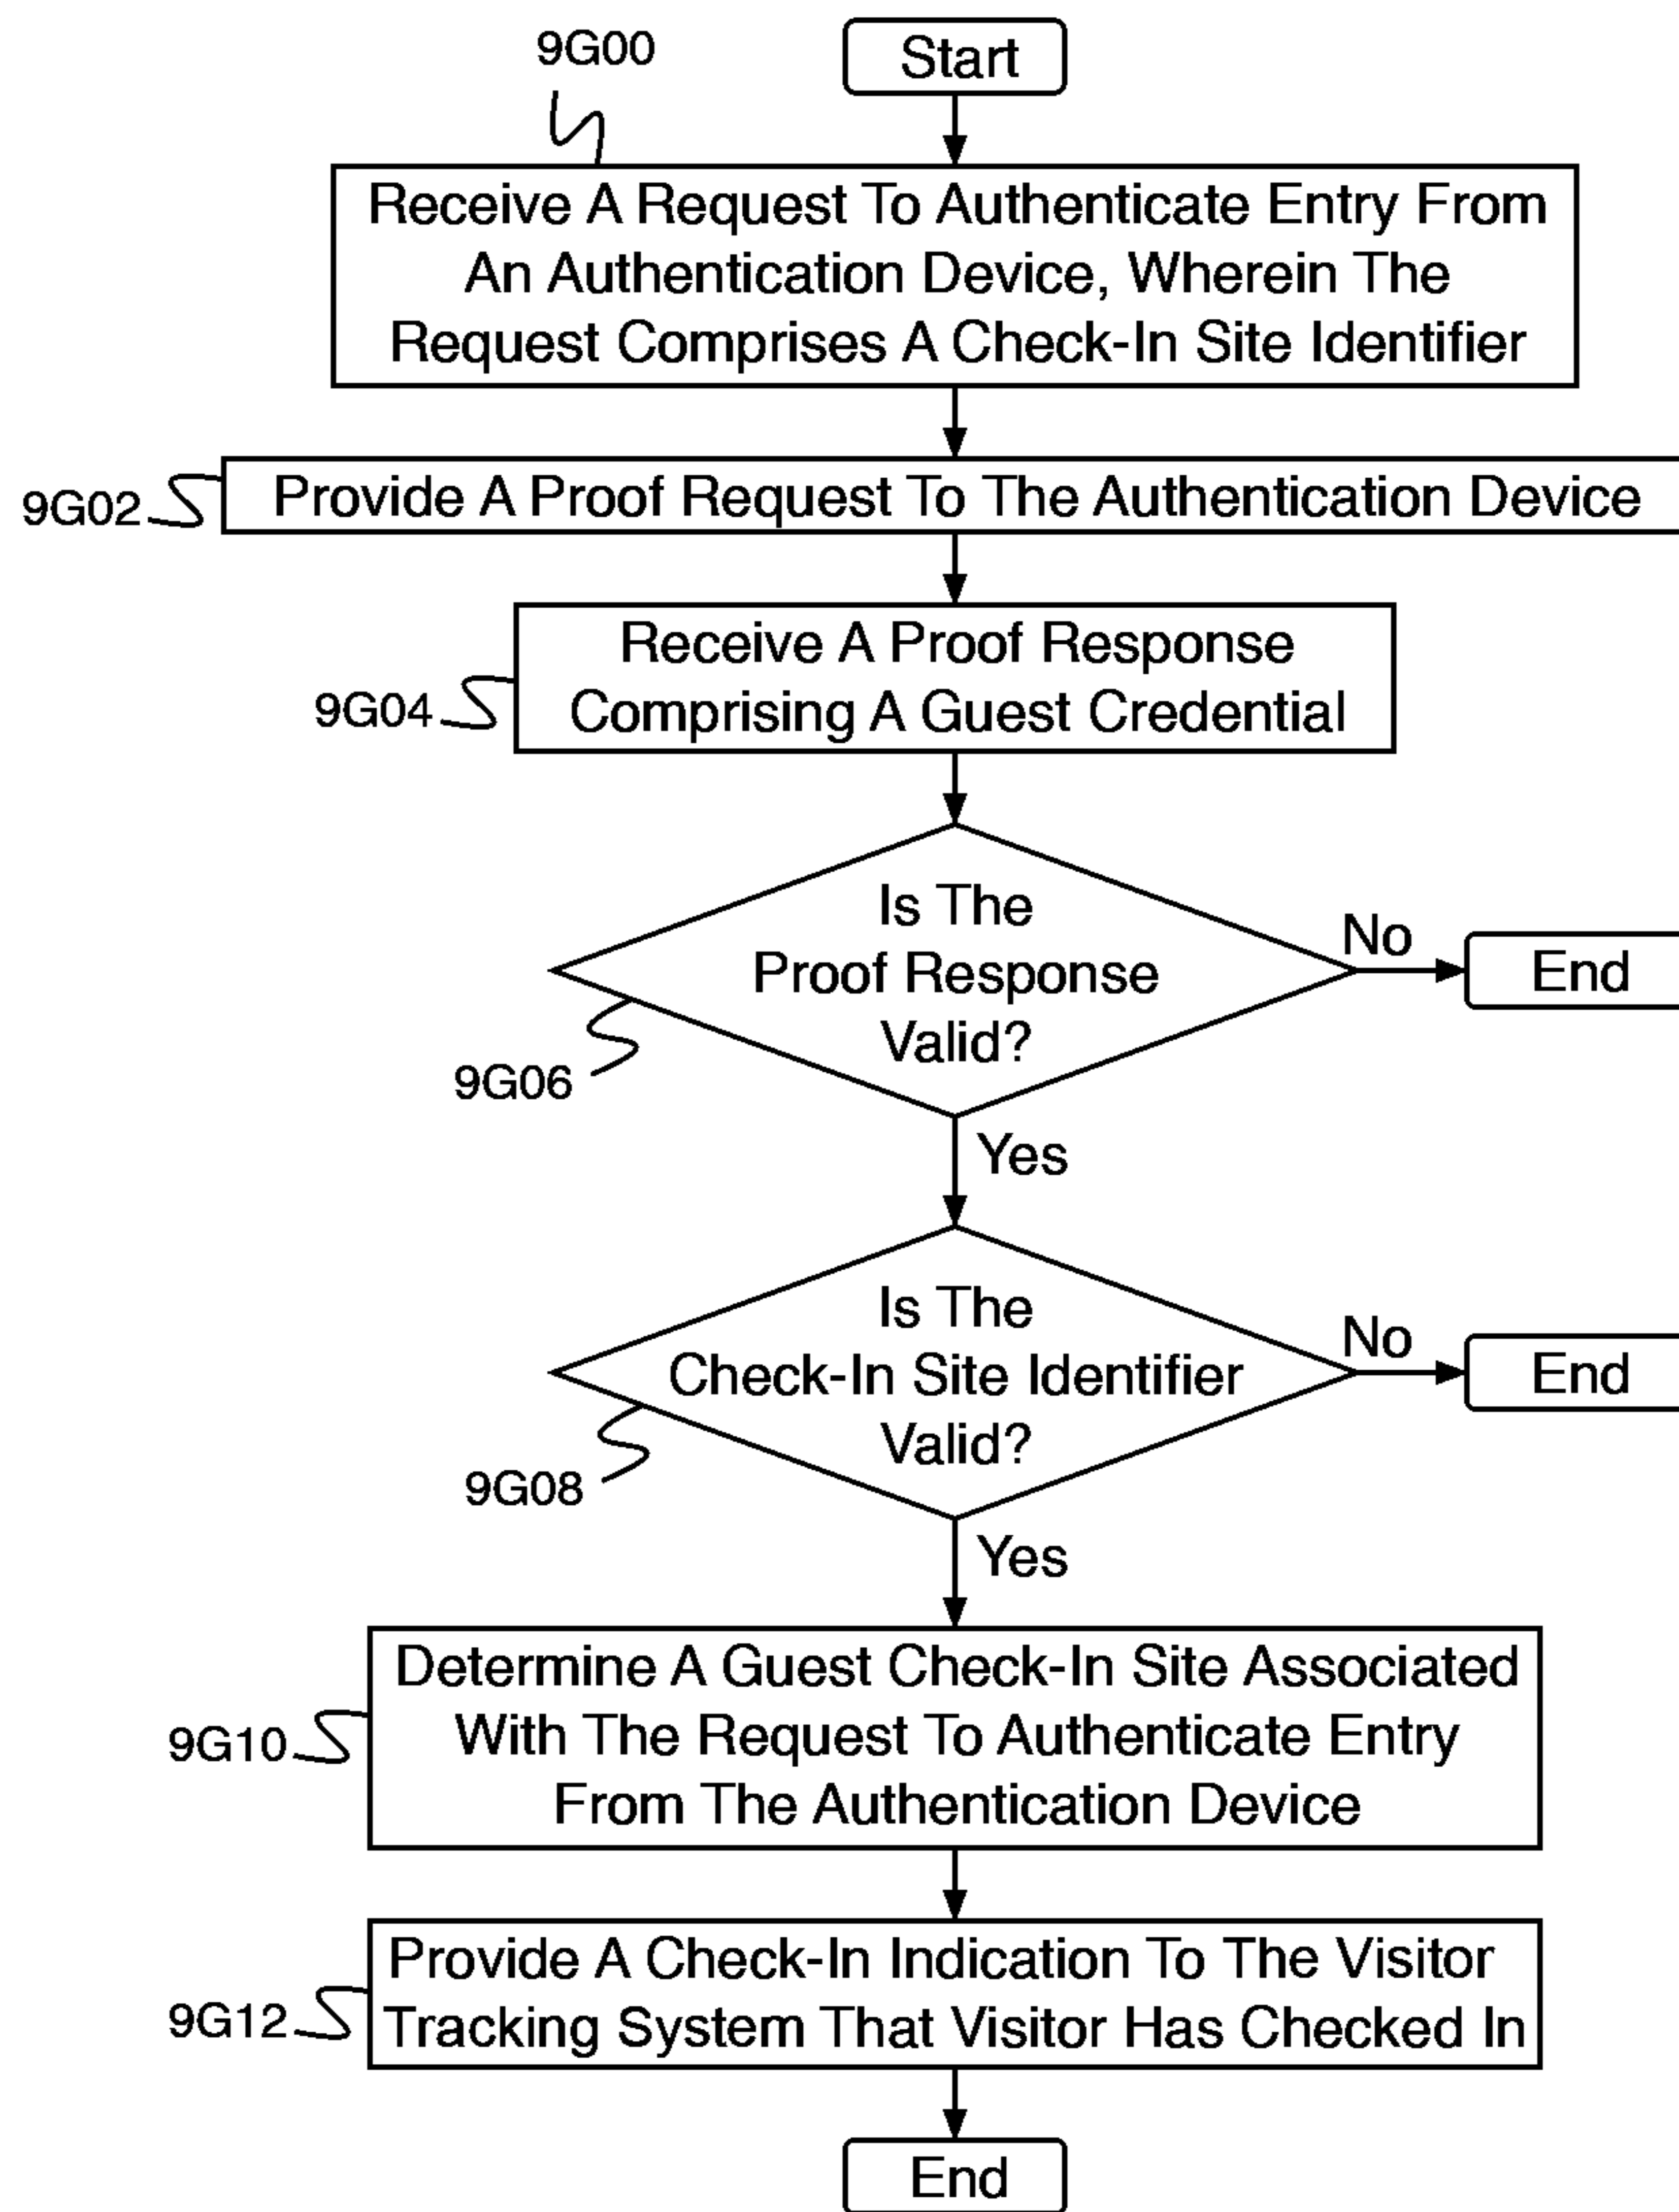 9G00
Start
Receive A Request To Authenticate Entry From
An Authentication Device, Wherein The
Request Comprises A Check-In Site Identifier
9G02
Provide A Proof Request To The Authentication Device
Receive A Proof Response
Comprising A Guest Credential
9G04
Is The
Proof Response
Valid?
No
End
9G06
Yes
Is The
Check-In Site Identifier
Valid?
No
End
9G08
Yes
Determine A Guest Check-In Site Associated
With The Request To Authenticate Entry
From The Authentication Device
9G10
Provide A Check-In Indication To The Visitor
Tracking System That Visitor Has Checked In
9G12
End